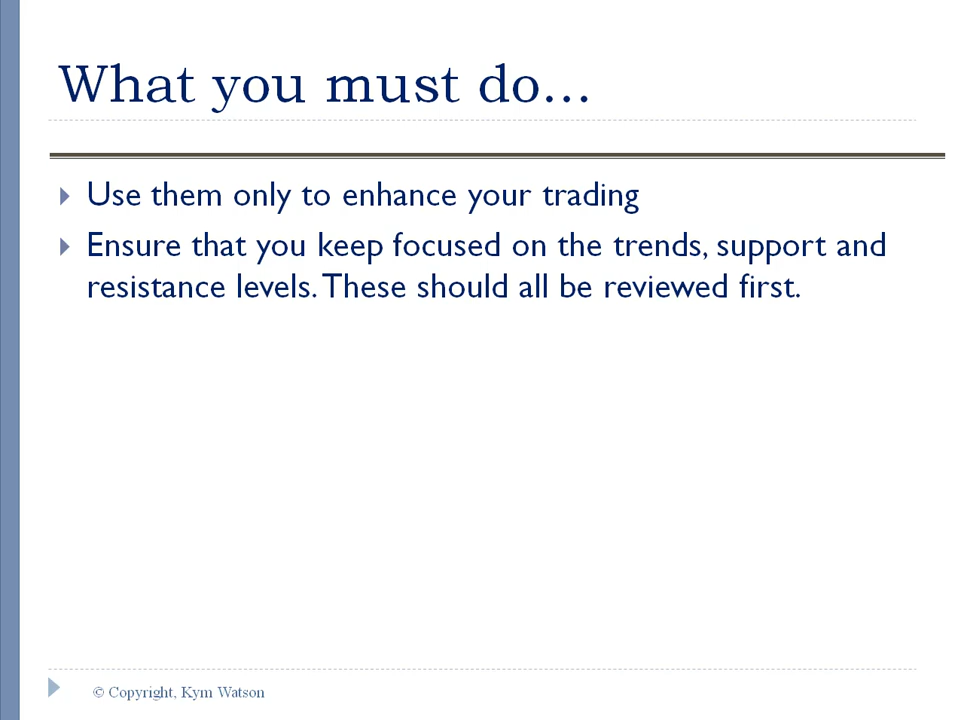 What you must do...
Use them only to enhance your trading
Ensure that you keep focused on the trends, support and
resistance levels. These should all be reviewed first.
© Copyright, Kym Watson